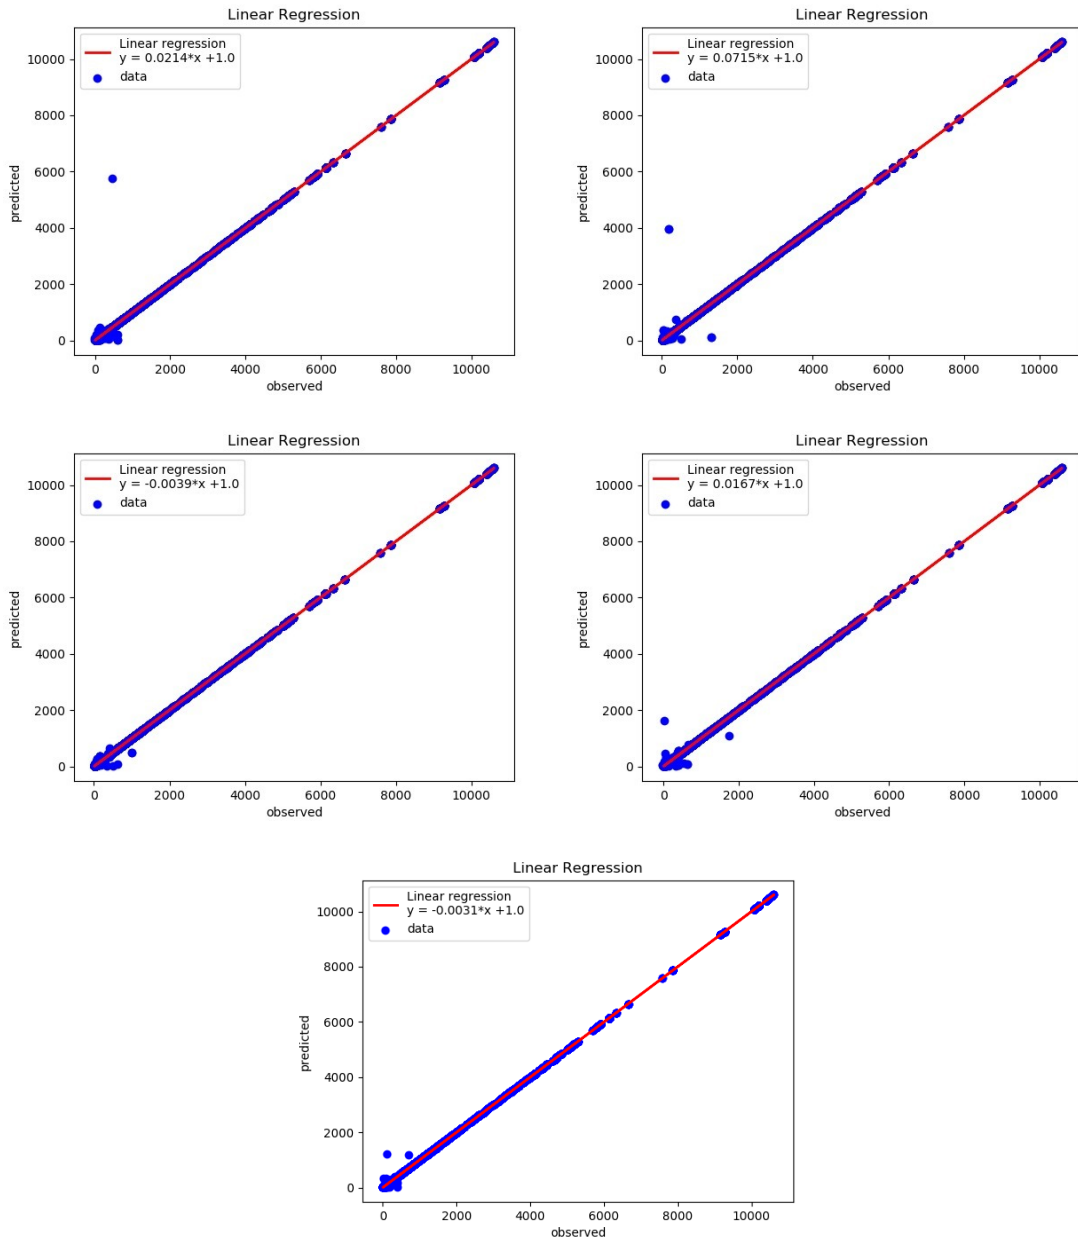 Linear Regression
Linear regression
y = 0.0214*x +1.0
data
10000
8000
6000
4000
2000
0
predicted
0 2000 4000 6000 8000 10000
observed
Linear Regression
Linear regression
y = 0.0715*x +1.0
data
10000
8000
6000
4000
2000
0
predicted
0 2000 4000 6000 8000 10000
observed
Linear Regression
Linear regression
y = -0.0039*x +1.0
data
10000
8000
6000
4000
2000
0
predicted
0 2000 4000 6000 8000 10000
observed
Linear Regression
Linear regression
y = 0.0167*x +1.0
data
10000
8000
6000
4000
2000
0
predicted
0 2000 4000 6000 8000 10000
observed
Linear Regression
Linear regression
y = -0.0031*x +1.0
data
10000
8000
6000
4000
2000
0
predicted
0 2000 4000 6000 8000 10000
observed